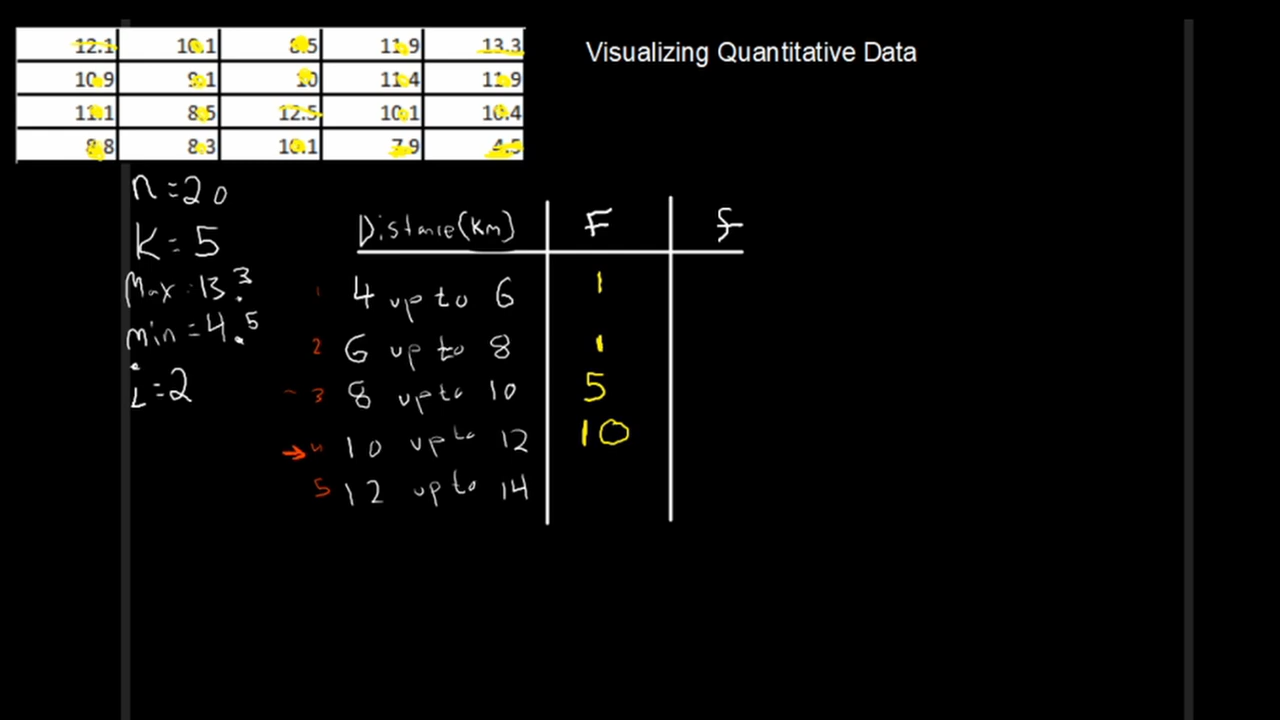 12.1 10.1 8.5 11.9 13.3
Visualizing Quantitative Data
10.9 9.1 10 11.4 11.9
11.1 8.5 12.5 10.1 10.4
8.8 8.3 10.1 7.9 4.5
n=20
K=5
Max=13.3
min=4.5
i=2
Distance(Km) F f
1 4 up to 6 1
2 6 up to 8 1
3 8 up to 10 5
4 10 up to 12 10
5 12 up to 14